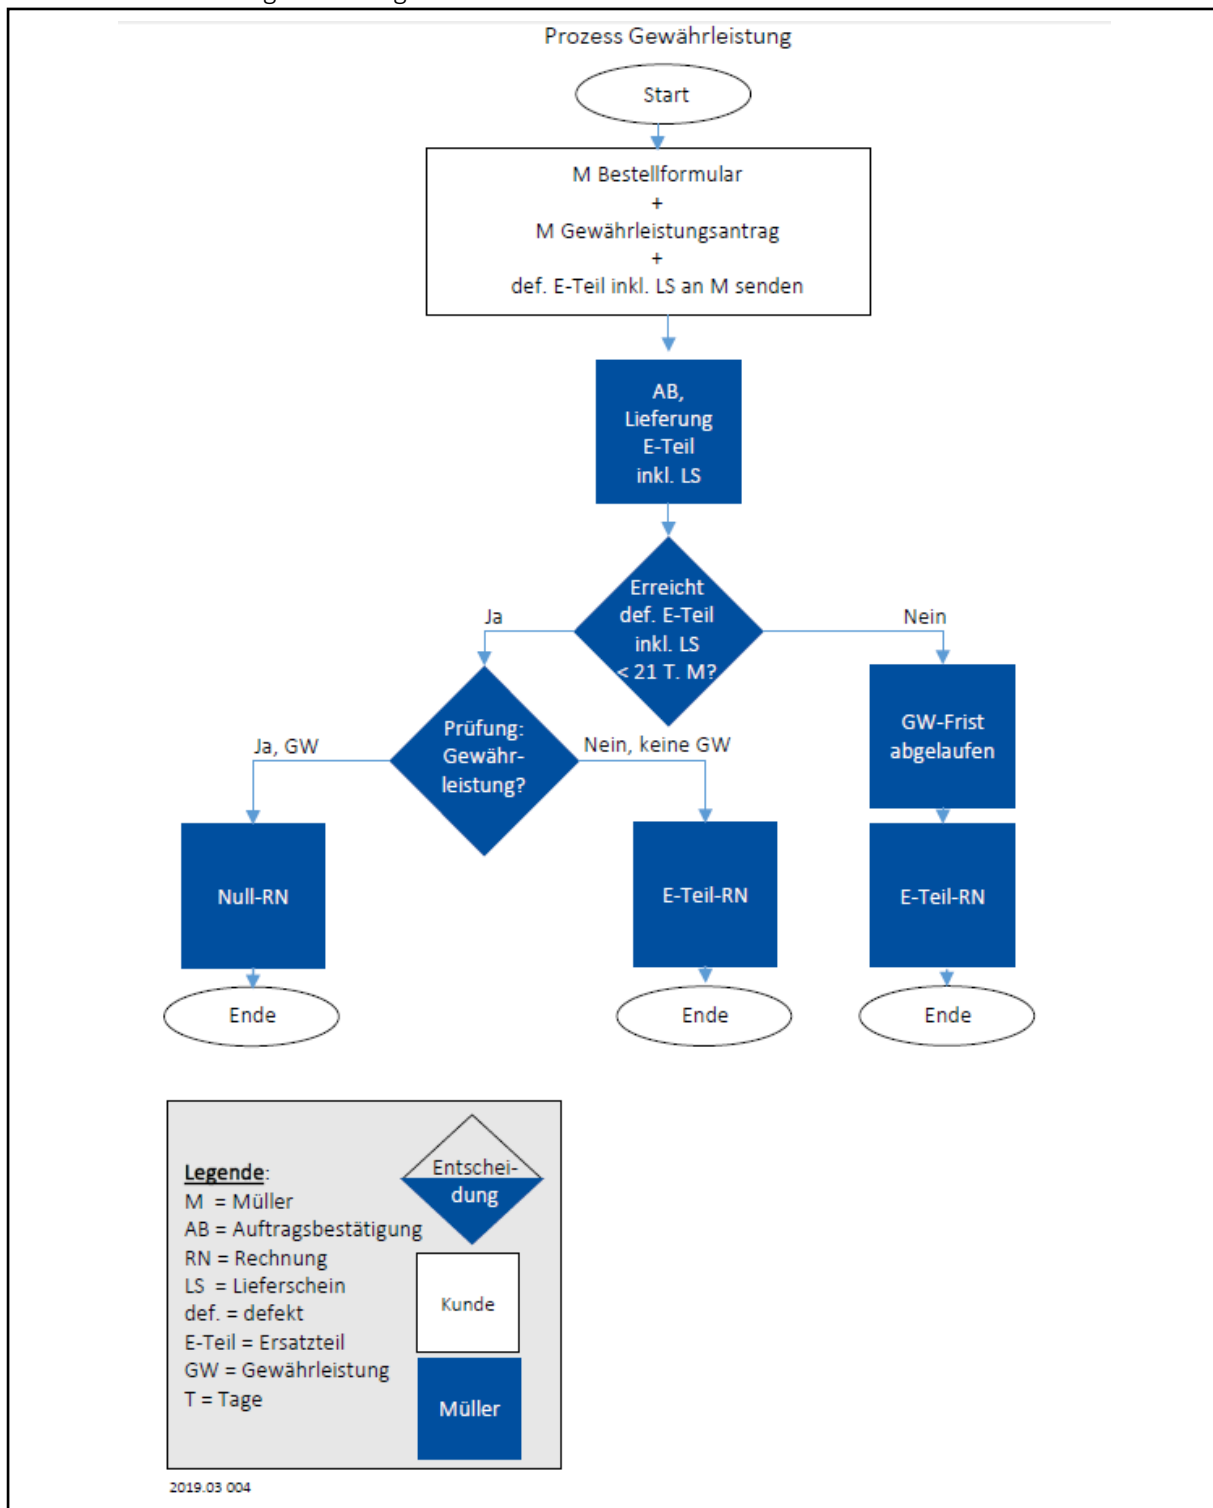 Prozess Gewährleistung
Start
M Bestellformular
+
M Gewährleistungsantrag
+
def. E-Teil inkl. LS an M senden
AB,
Lieferung
E-Teil
inkl. LS
Erreicht
def. E-Teil
inkl. LS
< 21 T. M?
Ja
Nein
Prüfung:
Gewähr-
leistung?
Ja, GW
Nein, keine GW
GW-Frist
abgelaufen
Null-RN
E-Teil-RN
E-Teil-RN
Ende
Ende
Ende
Legende:
M = Müller
AB = Auftragsbestätigung
RN = Rechnung
LS = Lieferschein
def. = defekt
E-Teil = Ersatzteil
GW = Gewährleistung
T = Tage
Entschei-
dung
Kunde
Müller
2019.03 004